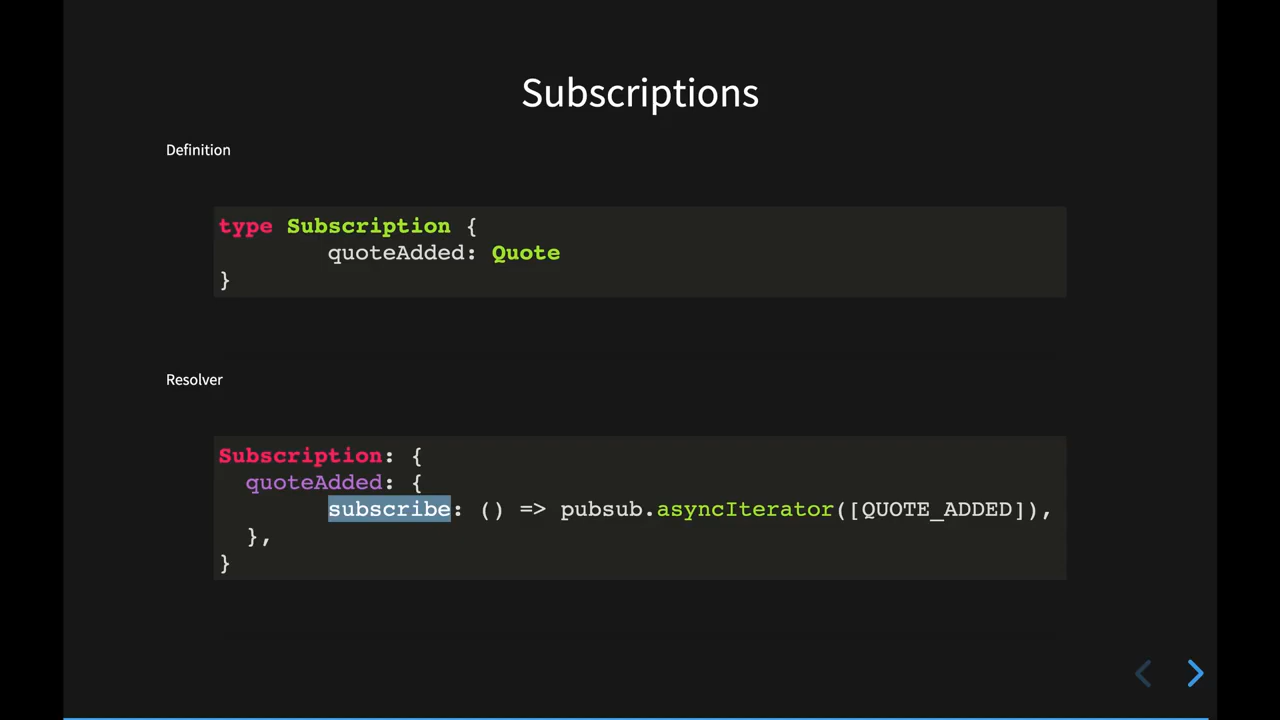 Subscriptions
Definition
type Subscription {
quoteAdded: Quote
}
Resolver
Subscription: {
quoteAdded: {
subscribe: () => pubsub.asyncIterator([QUOTE_ADDED]),
},
}